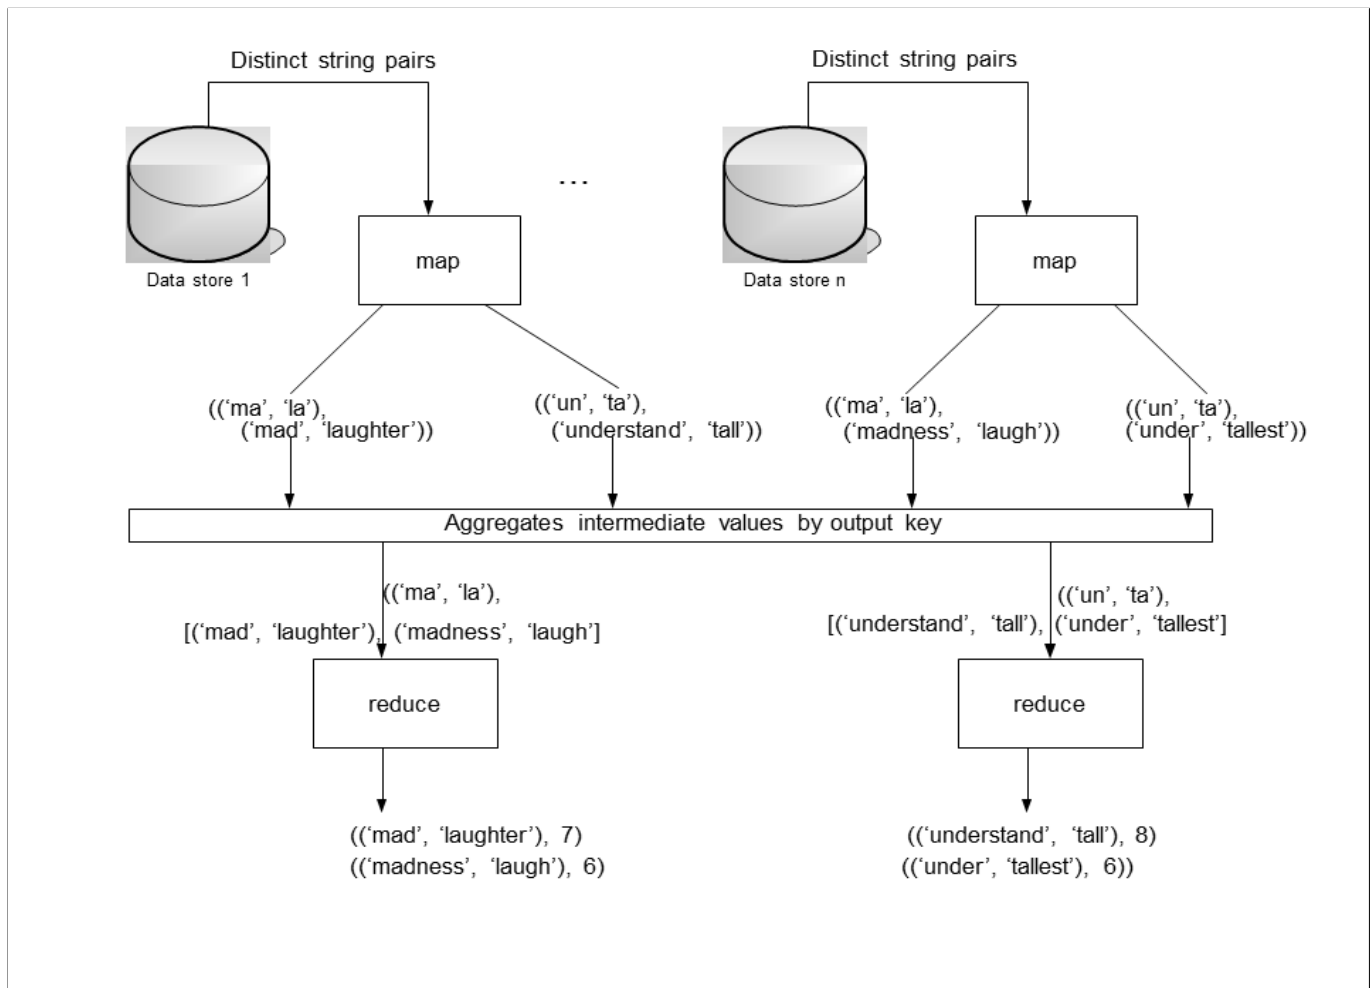 Distinct string pairs
Distinct string pairs
...
map
map
Data store 1
Data store n
((‘ma’, ‘la’),
(‘mad’, ‘laughter’))
((‘un’, ‘ta’),
(‘understand’, ‘tall’))
((‘ma’, ‘la’),
(‘madness’, ‘laugh’))
((‘un’, ‘ta’),
(‘under’, ‘tallest’))
Aggregates intermediate values by output key
((‘ma’, ‘la’),
[(‘mad’, ‘laughter’), (‘madness’, ‘laugh’]
((‘un’, ‘ta’),
[(‘understand’, ‘tall’), (‘under’, ‘tallest’]
reduce
reduce
((‘mad’, ‘laughter’), 7)
((‘madness’, ‘laugh’), 6)
((‘understand’, ‘tall’), 8)
((‘under’, ‘tallest’), 6))